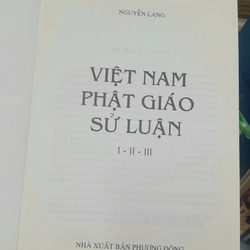 NGUYỄN LANG
VIỆT NAM
PHẬT GIÁO
SỬ LUẬN
I - II - III
NHÀ XUẤT BẢN PHƯƠNG ĐÔNG